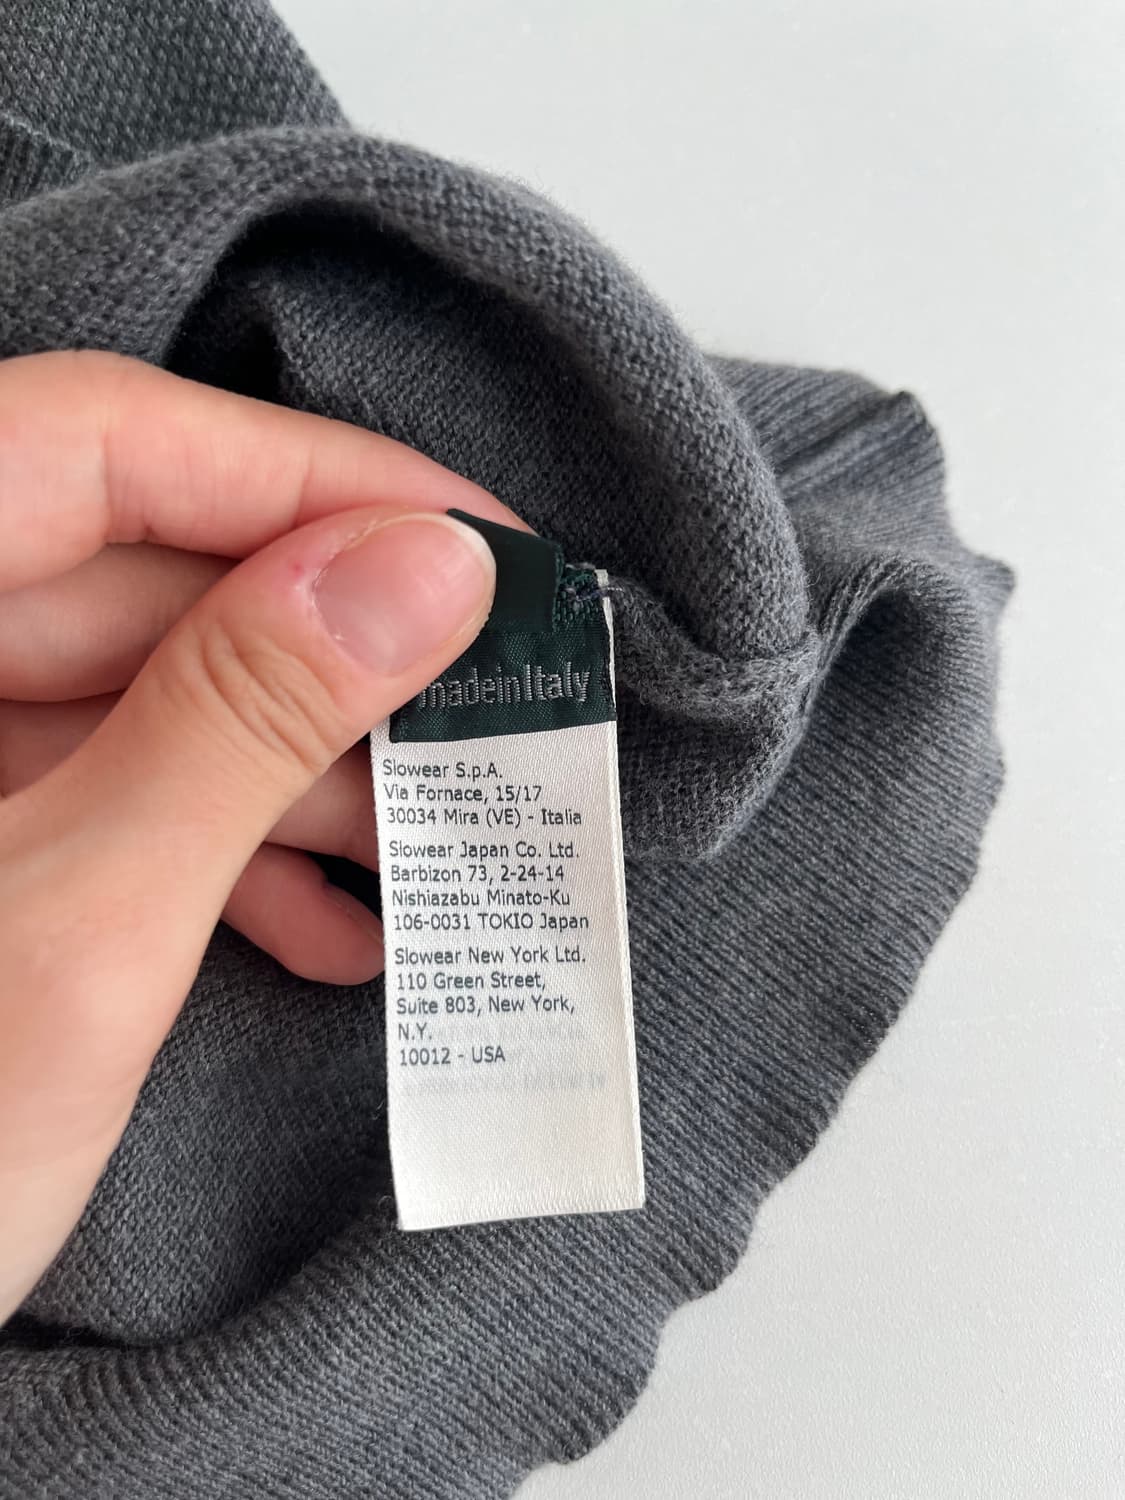 madeinItaly
Slowear S.p.A.
Via Fornace, 15/17
30034 Mira (VE) - Italia
Slowear Japan Co. Ltd.
Barbizon 73, 2-24-14
Nishiazabu Minato-Ku
106-0031 TOKIO Japan
Slowear New York Ltd.
110 Green Street,
Suite 803, New York,
N.Y.
10012 - USA